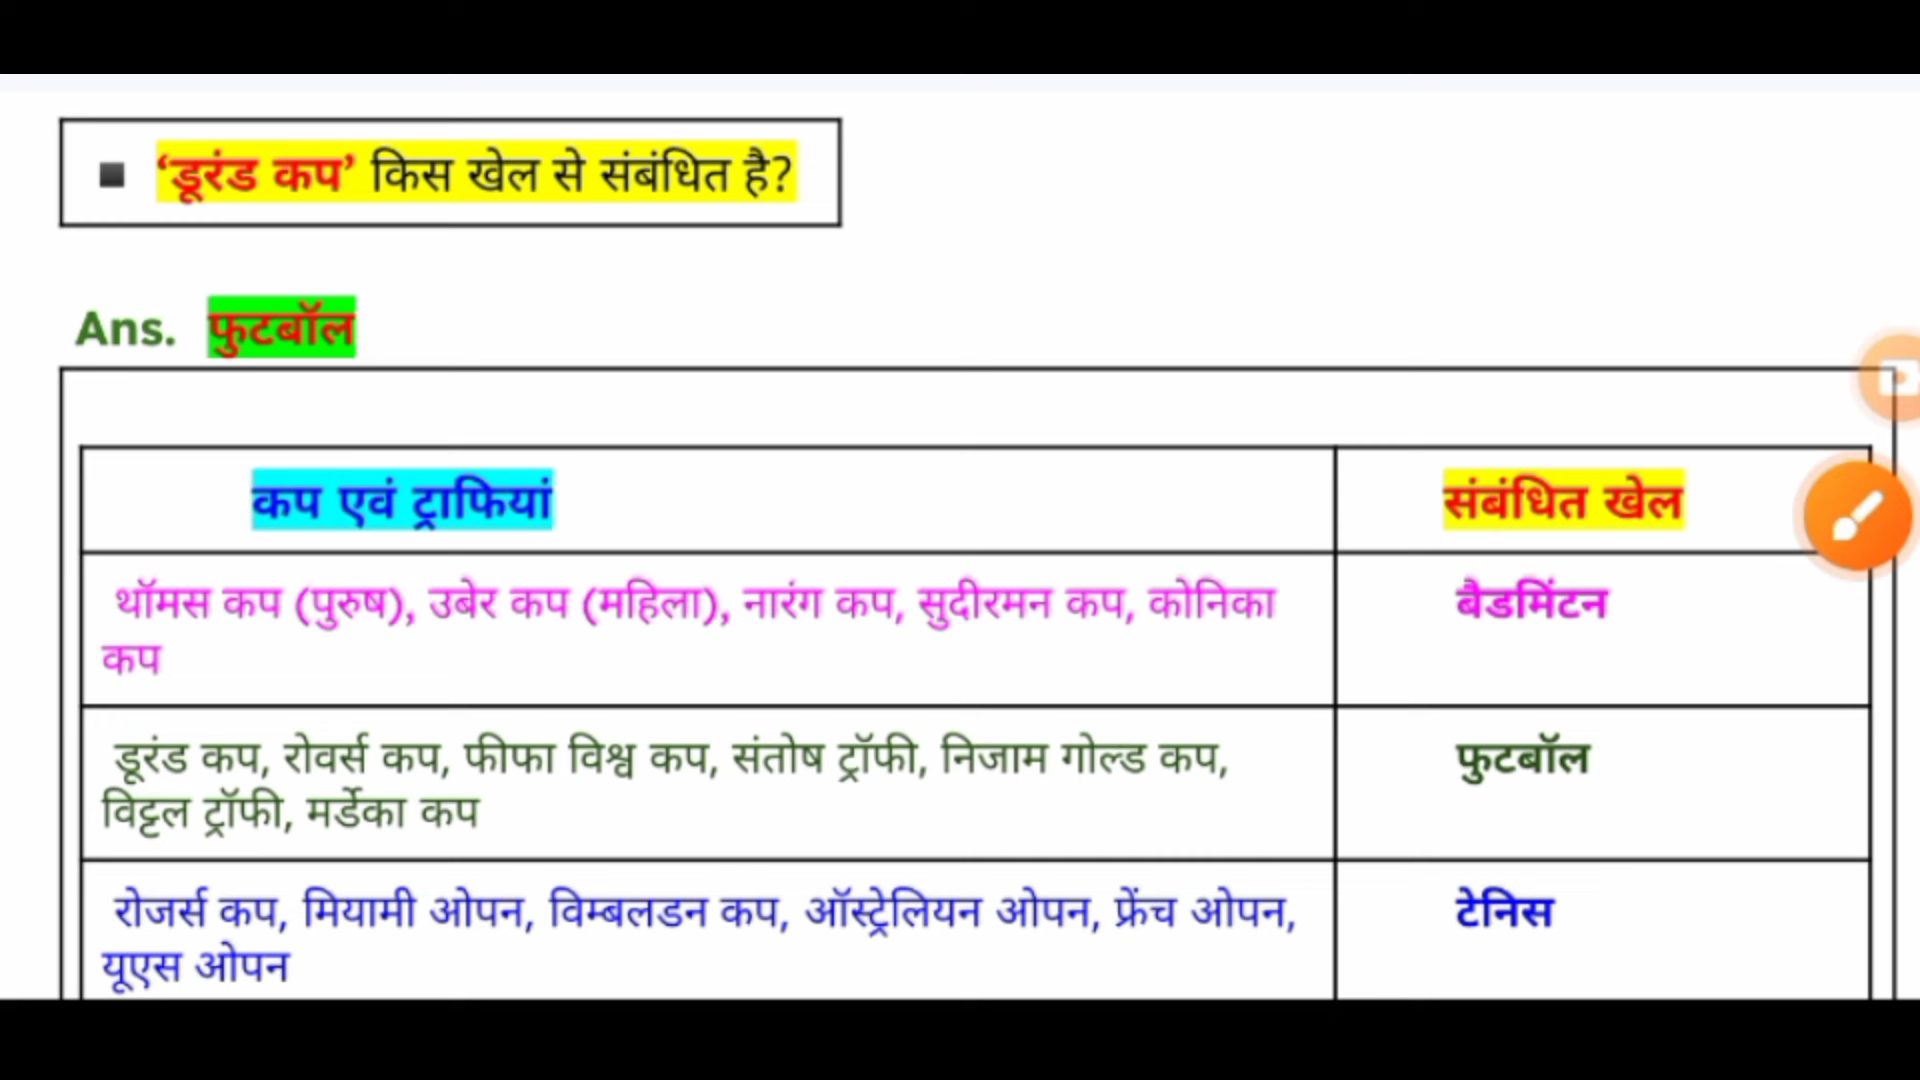 ▪ ‘डूरंड कप’ किस खेल से संबंधित है?
Ans. फुटबॉल
कप एवं ट्राफियां संबंधित खेल
थॉमस कप (पुरुष), उबेर कप (महिला), नारंग कप, सुदीरमन कप, कोनिका बैडमिंटन
कप
डूरंड कप, रोवर्स कप, फीफा विश्व कप, संतोष ट्रॉफी, निजाम गोल्ड कप, फुटबॉल
विट्टल ट्रॉफी, मर्डेका कप
रोजर्स कप, मियामी ओपन, विम्बलडन कप, ऑस्ट्रेलियन ओपन, फ्रेंच ओपन, टेनिस
यूएस ओपन